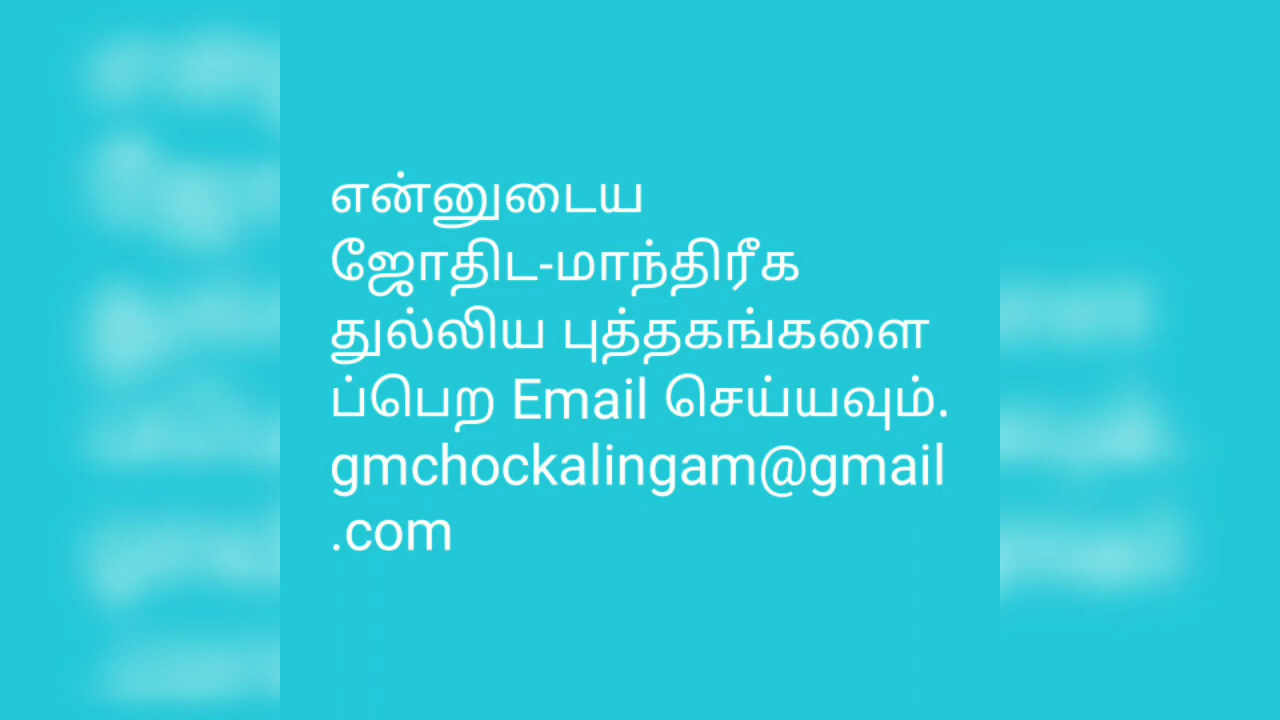 என்னுடைய
ஜோதிட-மாந்திரீக
துல்லிய புத்தகங்களை
ப்பெற Email செய்யவும்.
gmchockalingam@gmail
.com